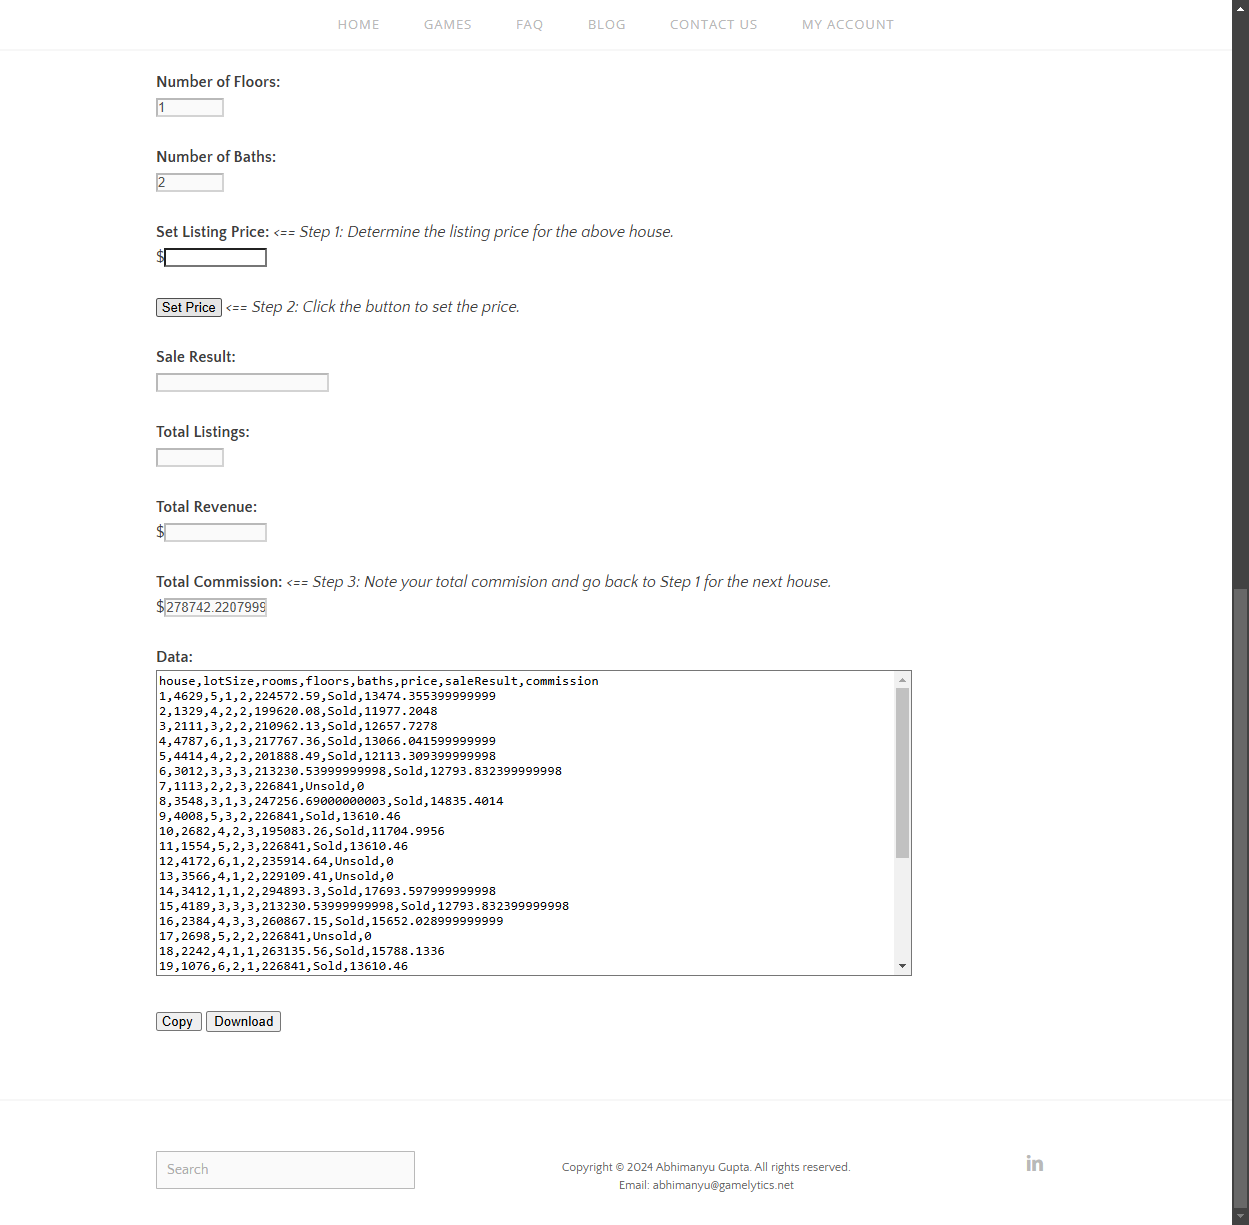 HOME GAMES FAQ BLOG CONTACT US MY ACCOUNT
Number of Floors:
1
Number of Baths:
2
Set Listing Price: <== Step 1: Determine the listing price for the above house.
$
Set Price <== Step 2: Click the button to set the price.
Sale Result:
Total Listings:
Total Revenue:
$
Total Commission: <== Step 3: Note your total commision and go back to Step 1 for the next house.
$278742.2207999
Data:
house,lotSize,rooms,floors,baths,price,saleResult,commission
1,4629,5,1,2,224572.59,Sold,13474.355399999999
2,1329,4,2,2,199620.08,Sold,11977.2048
3,2111,3,2,2,210962.13,Sold,12657.7278
4,4787,6,1,3,217767.36,Sold,13066.041599999999
5,4414,4,2,2,201888.49,Sold,12113.309399999998
6,3012,3,3,3,213230.53999999998,Sold,12793.832399999998
7,1113,2,2,3,226841,Unsold,0
8,3548,3,1,3,247256.69000000003,Sold,14835.4014
9,4008,5,3,2,226841,Sold,13610.46
10,2682,4,2,3,195083.26,Sold,11704.9956
11,1554,5,2,3,226841,Sold,13610.46
12,4172,6,1,2,235914.64,Unsold,0
13,3566,4,1,2,229109.41,Unsold,0
14,3412,1,1,2,294893.3,Sold,17693.597999999998
15,4189,3,3,3,213230.53999999998,Sold,12793.832399999998
16,2384,4,3,3,260867.15,Sold,15652.028999999999
17,2698,5,2,2,226841,Unsold,0
18,2242,4,1,1,263135.56,Sold,15788.1336
19,1076,6,2,1,226841,Sold,13610.46
Copy Download
Search
Copyright © 2024 Abhimanyu Gupta. All rights reserved.
Email: abhimanyu@gamelytics.net
in